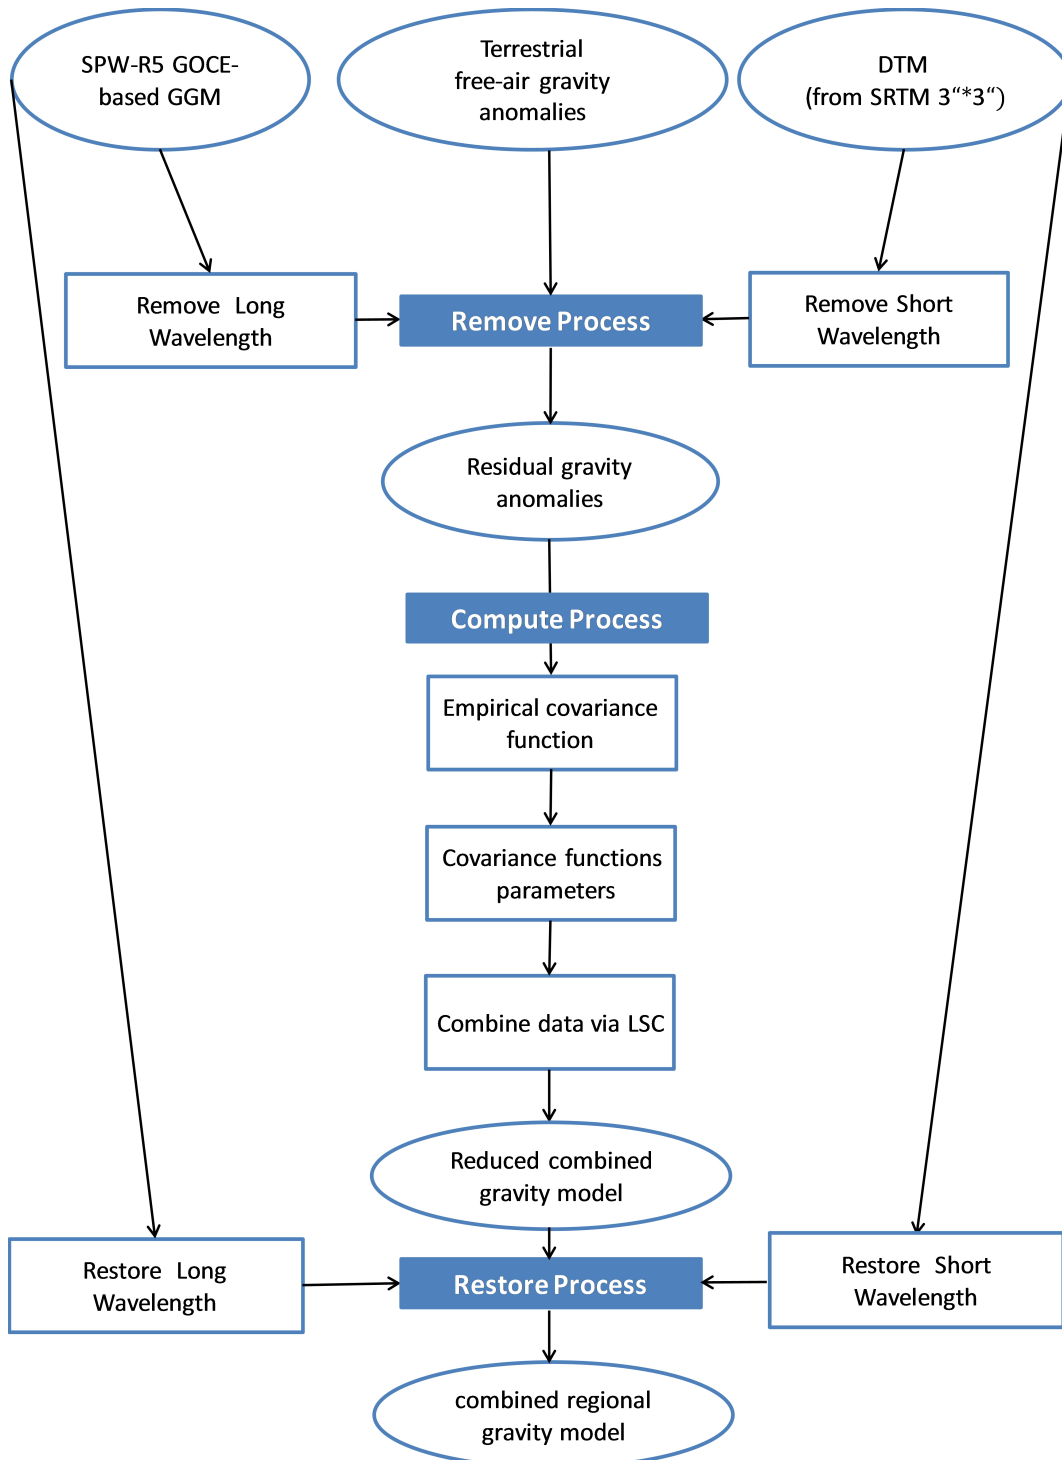 SPW-R5 GOCE-
based GGM
Terrestrial
free-air gravity
anomalies
DTM
(from SRTM 3“*3“)
Remove Long
Wavelength
Remove Process
Remove Short
Wavelength
Residual gravity
anomalies
Compute Process
Empirical covariance
function
Covariance functions
parameters
Combine data via LSC
Reduced combined
gravity model
Restore Long
Wavelength
Restore Process
Restore Short
Wavelength
combined regional
gravity model